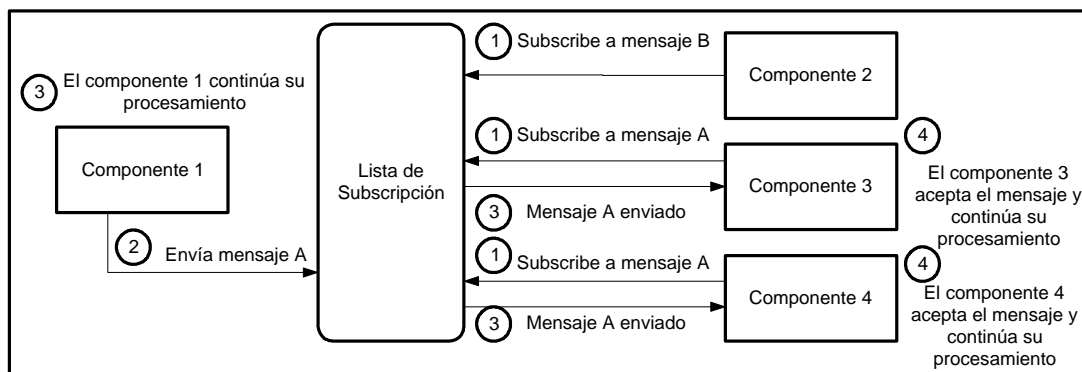 3
El componente 1 continúa su
procesamiento
Componente 1
2
Envía mensaje A
Lista de
Subscripción
1
Subscribe a mensaje B
Componente 2
1
Subscribe a mensaje A
Componente 3
3
Mensaje A enviado
4
El componente 3
acepta el mensaje y
continúa su
procesamiento
1
Subscribe a mensaje A
Componente 4
3
Mensaje A enviado
4
El componente 4
acepta el mensaje y
continúa su
procesamiento